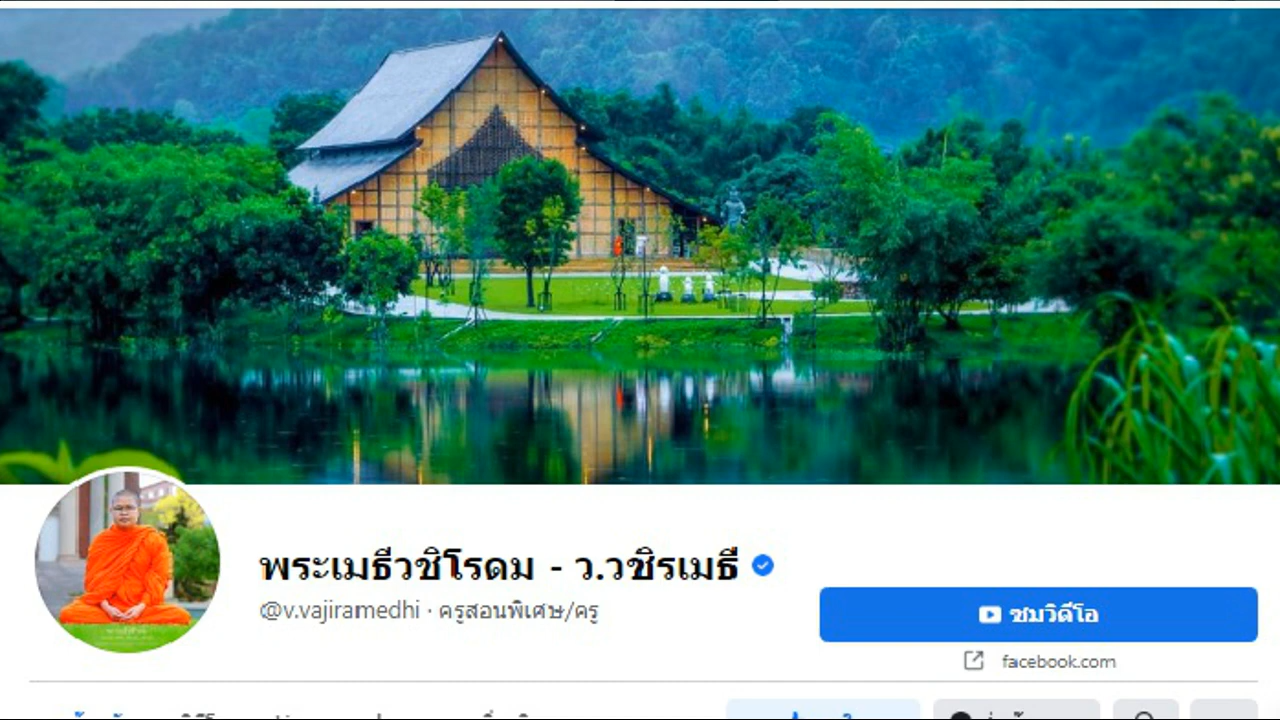 พระเมธีวชิโรดม - ว.วชิรเมธี
@v.vajiramedhi · ครูสอนพิเศษ/ครู
ชมวิดีโอ
facebook.com